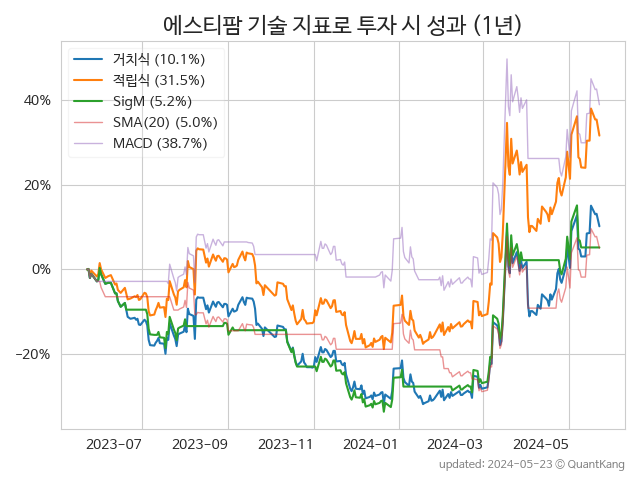 에스티팜 기술 지표로 투자 시 성과 (1년)
거치식 (10.1%)
적립식 (31.5%)
SigM (5.2%)
SMA(20) (5.0%)
MACD (38.7%)
40%
20%
0%
−20%
2023-07
2023-09
2023-11
2024-01
2024-03
2024-05
updated: 2024-05-23 © QuantKang